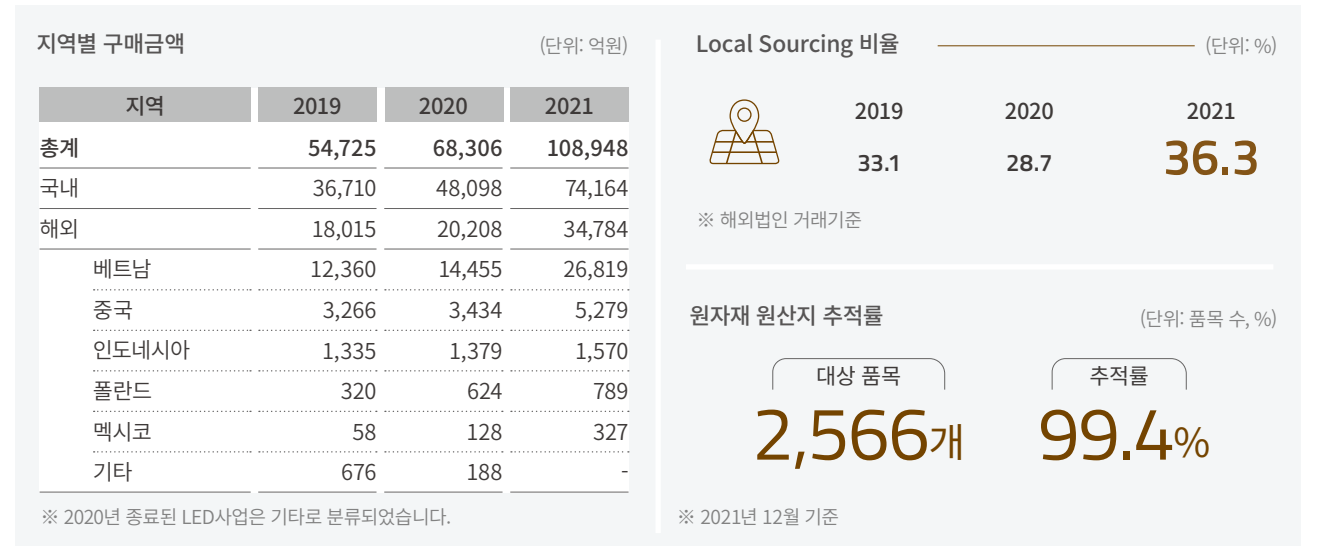 지역별 구매금액 (단위: 억원)
지역 2019 2020 2021
총계 54,725 68,306 108,948
국내 36,710 48,098 74,164
해외 18,015 20,208 34,784
베트남 12,360 14,455 26,819
중국 3,266 3,434 5,279
인도네시아 1,335 1,379 1,570
폴란드 320 624 789
멕시코 58 128 327
기타 676 188 -
※ 2020년 종료된 LED사업은 기타로 분류되었습니다.
Local Sourcing 비율 (단위: %)
2019 2020 2021
33.1 28.7 36.3
※ 해외법인 거래기준
원자재 원산지 추적률 (단위: 품목 수, %)
대상 품목 추적률
2,566개 99.4%
※ 2021년 12월 기준